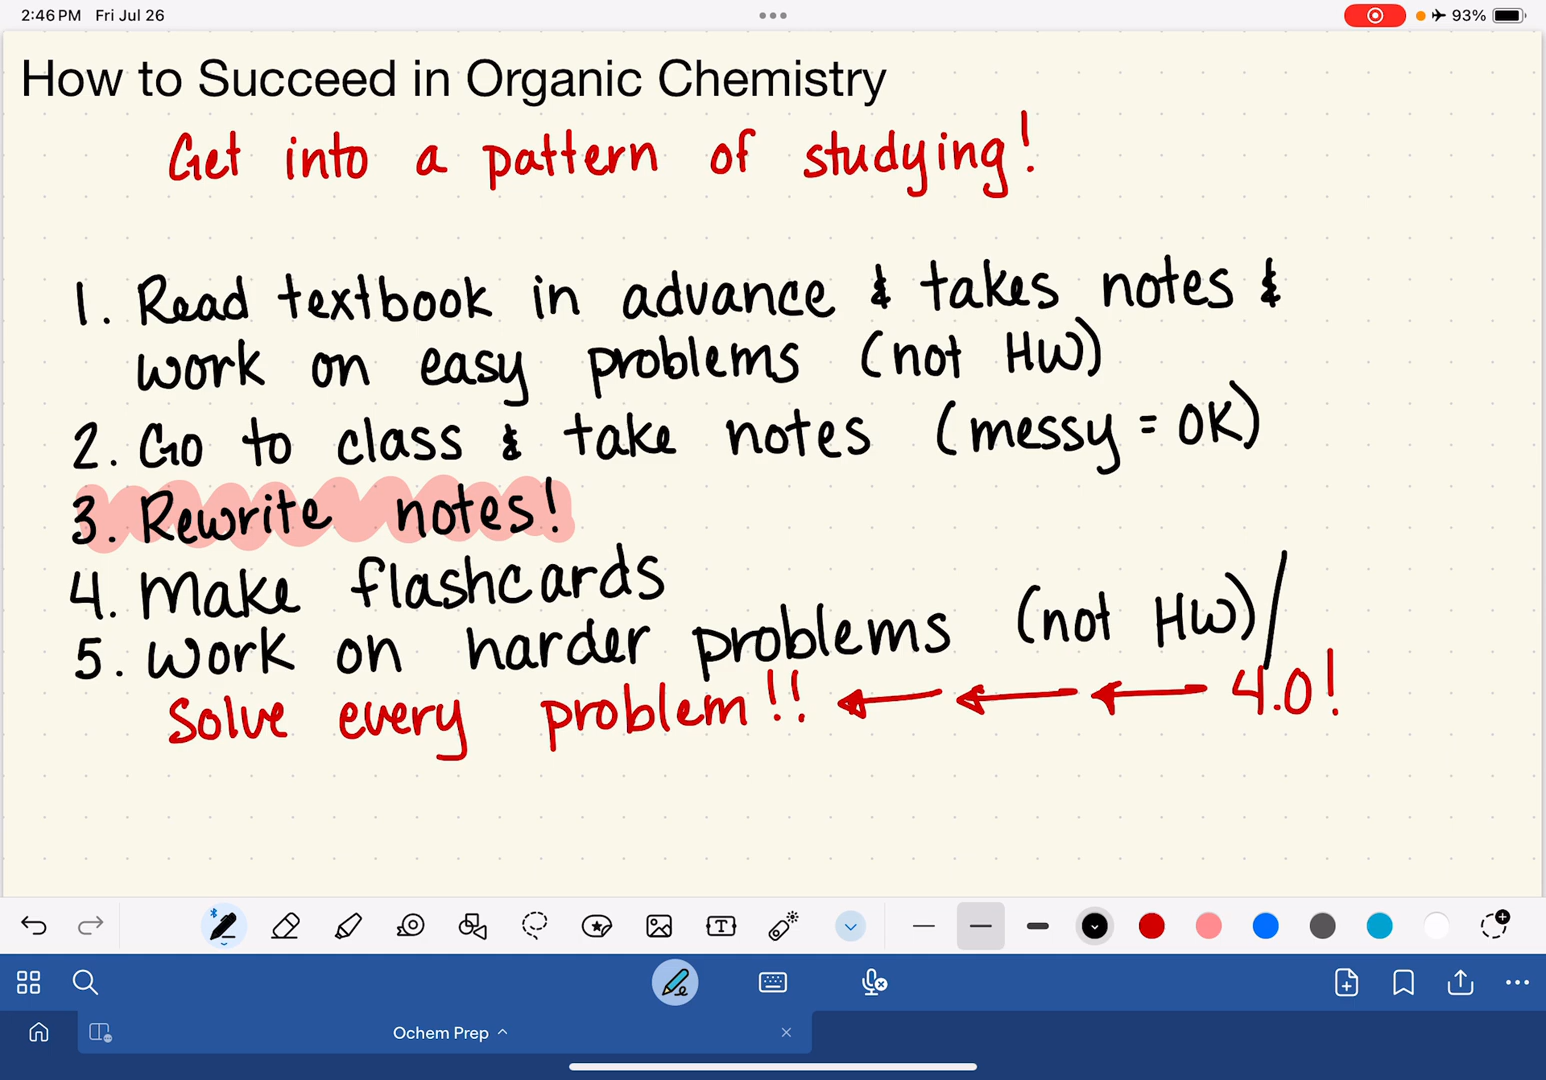 2:46 PM Fri Jul 26 93%
How to Succeed in Organic Chemistry
Get into a pattern of studying!
1. Read textbook in advance & takes notes &
work on easy problems (not HW)
2. Go to class & take notes (messy = OK)
3. Rewrite notes!
4. Make flashcards
5. Work on harder problems (not HW)/
solve every problem!! ← ← ← 4.0!
Ochem Prep